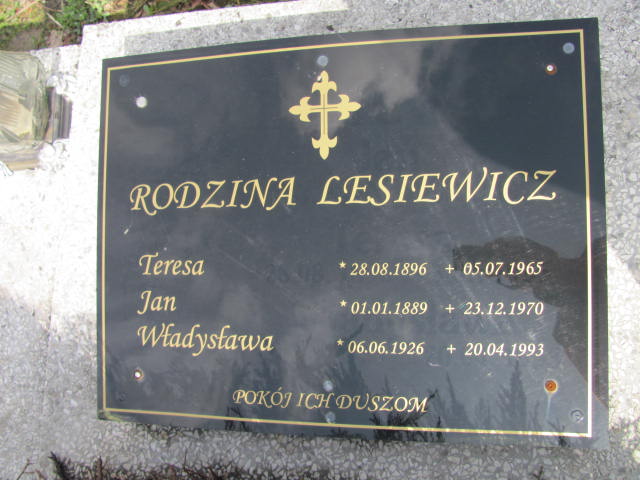 RODZINA LESIEWICZ
Teresa * 28.08.1896 + 05.07.1965
Jan * 01.01.1889 + 23.12.1970
Władysława * 06.06.1926 + 20.04.1993
POKÓJ ICH DUSZOM